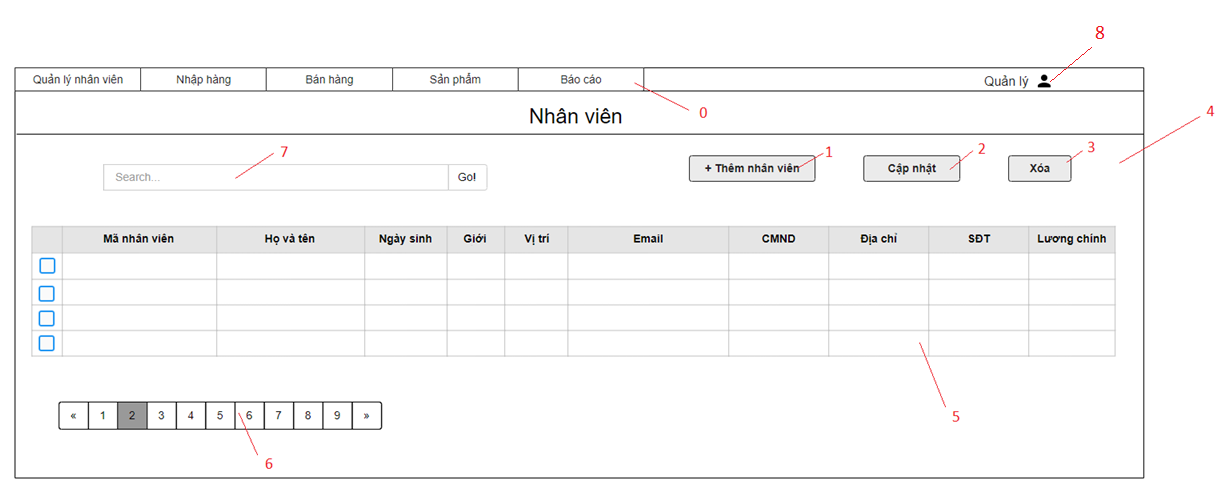 8
Quản lý nhân viên Nhập hàng Bán hàng Sản phẩm Báo cáo Quản lý
0
4
Nhân viên
7 1 2 3
Search... Go! + Thêm nhân viên Cập nhật Xóa
Mã nhân viên Họ và tên Ngày sinh Giới Vị trí Email CMND Địa chỉ SĐT Lương chính
« 1 2 3 4 5 6 7 8 9 »
5
6